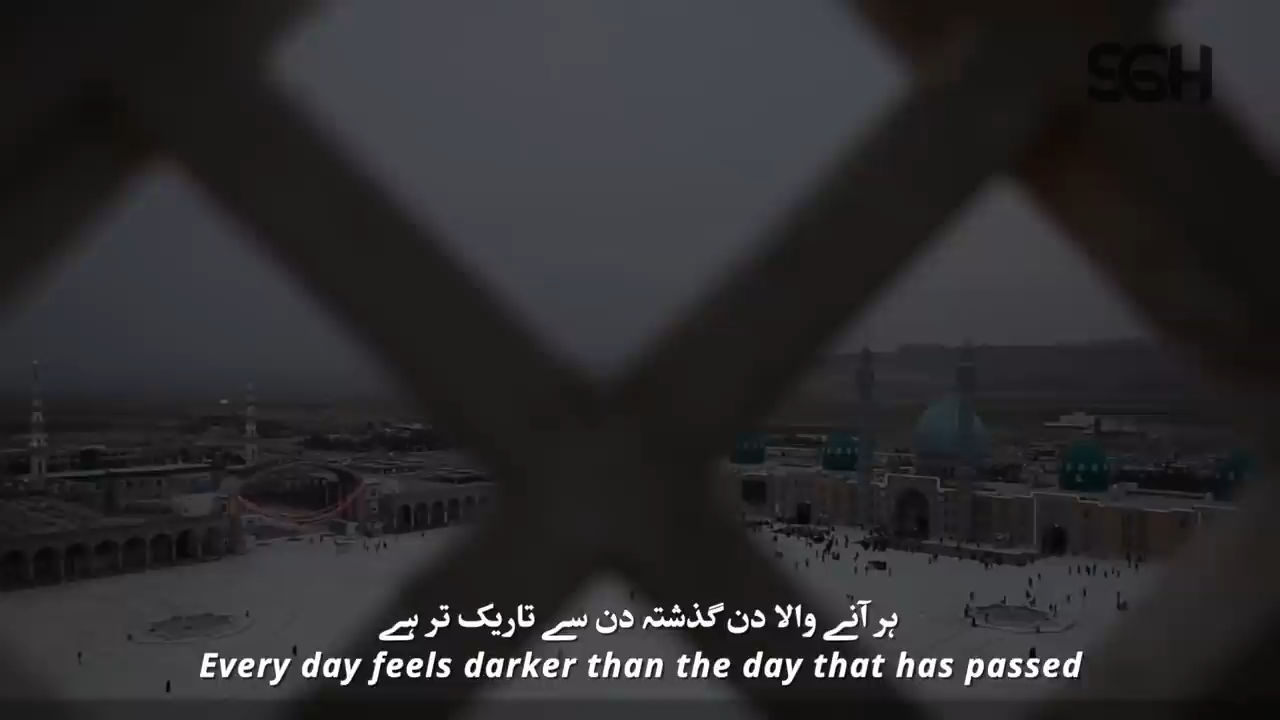 SGH
ہر آنے والا دن گذشتہ دن سے تاریک تر ہے
Every day feels darker than the day that has passed